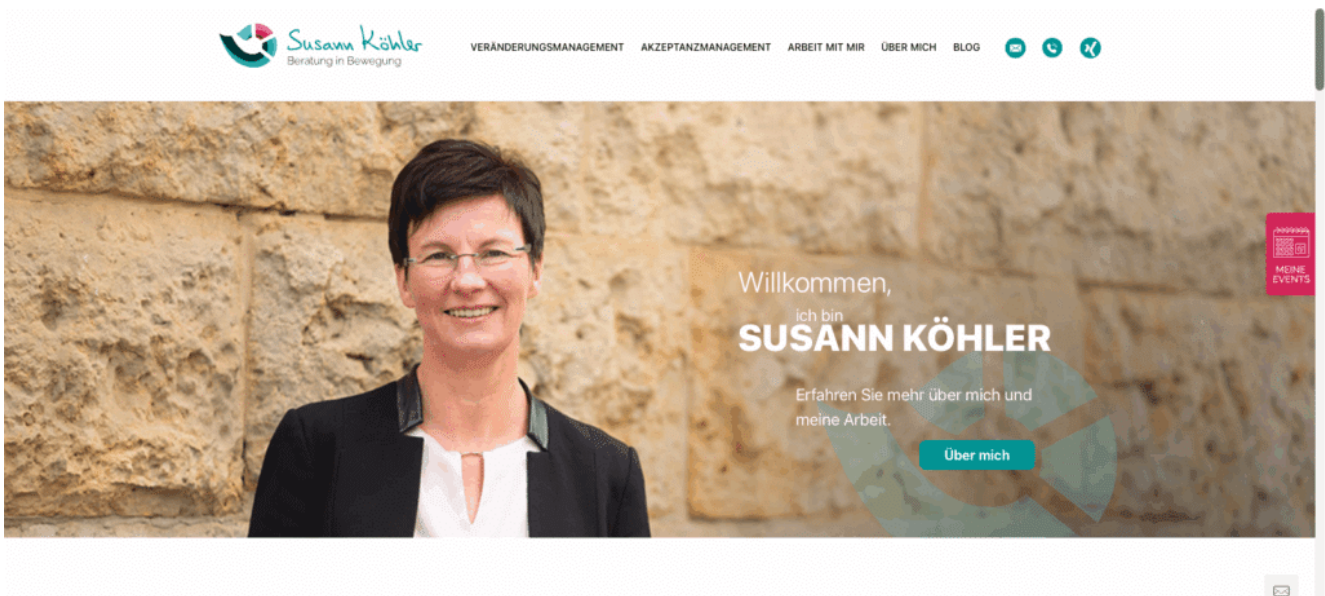 Susann Köhler
Beratung in Bewegung
VERÄNDERUNGSMANAGEMENT AKZEPTANZMANAGEMENT ARBEIT MIT MIR ÜBER MICH BLOG
MEINE
EVENTS
Willkommen,
ich bin
SUSANN KÖHLER
Erfahren Sie mehr über mich und
meine Arbeit.
Über mich